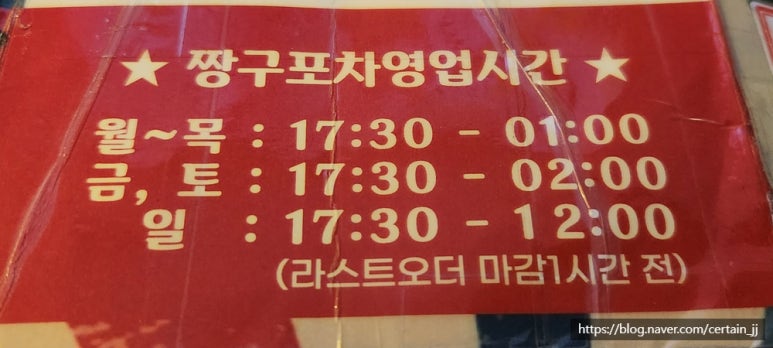 ★ 짱구포차영업시간 ★
월~목 : 17:30 - 01:00
금, 토 : 17:30 - 02:00
일 : 17:30 - 12:00
(라스트오더 마감1시간 전)
https://blog.naver.com/certain_jj